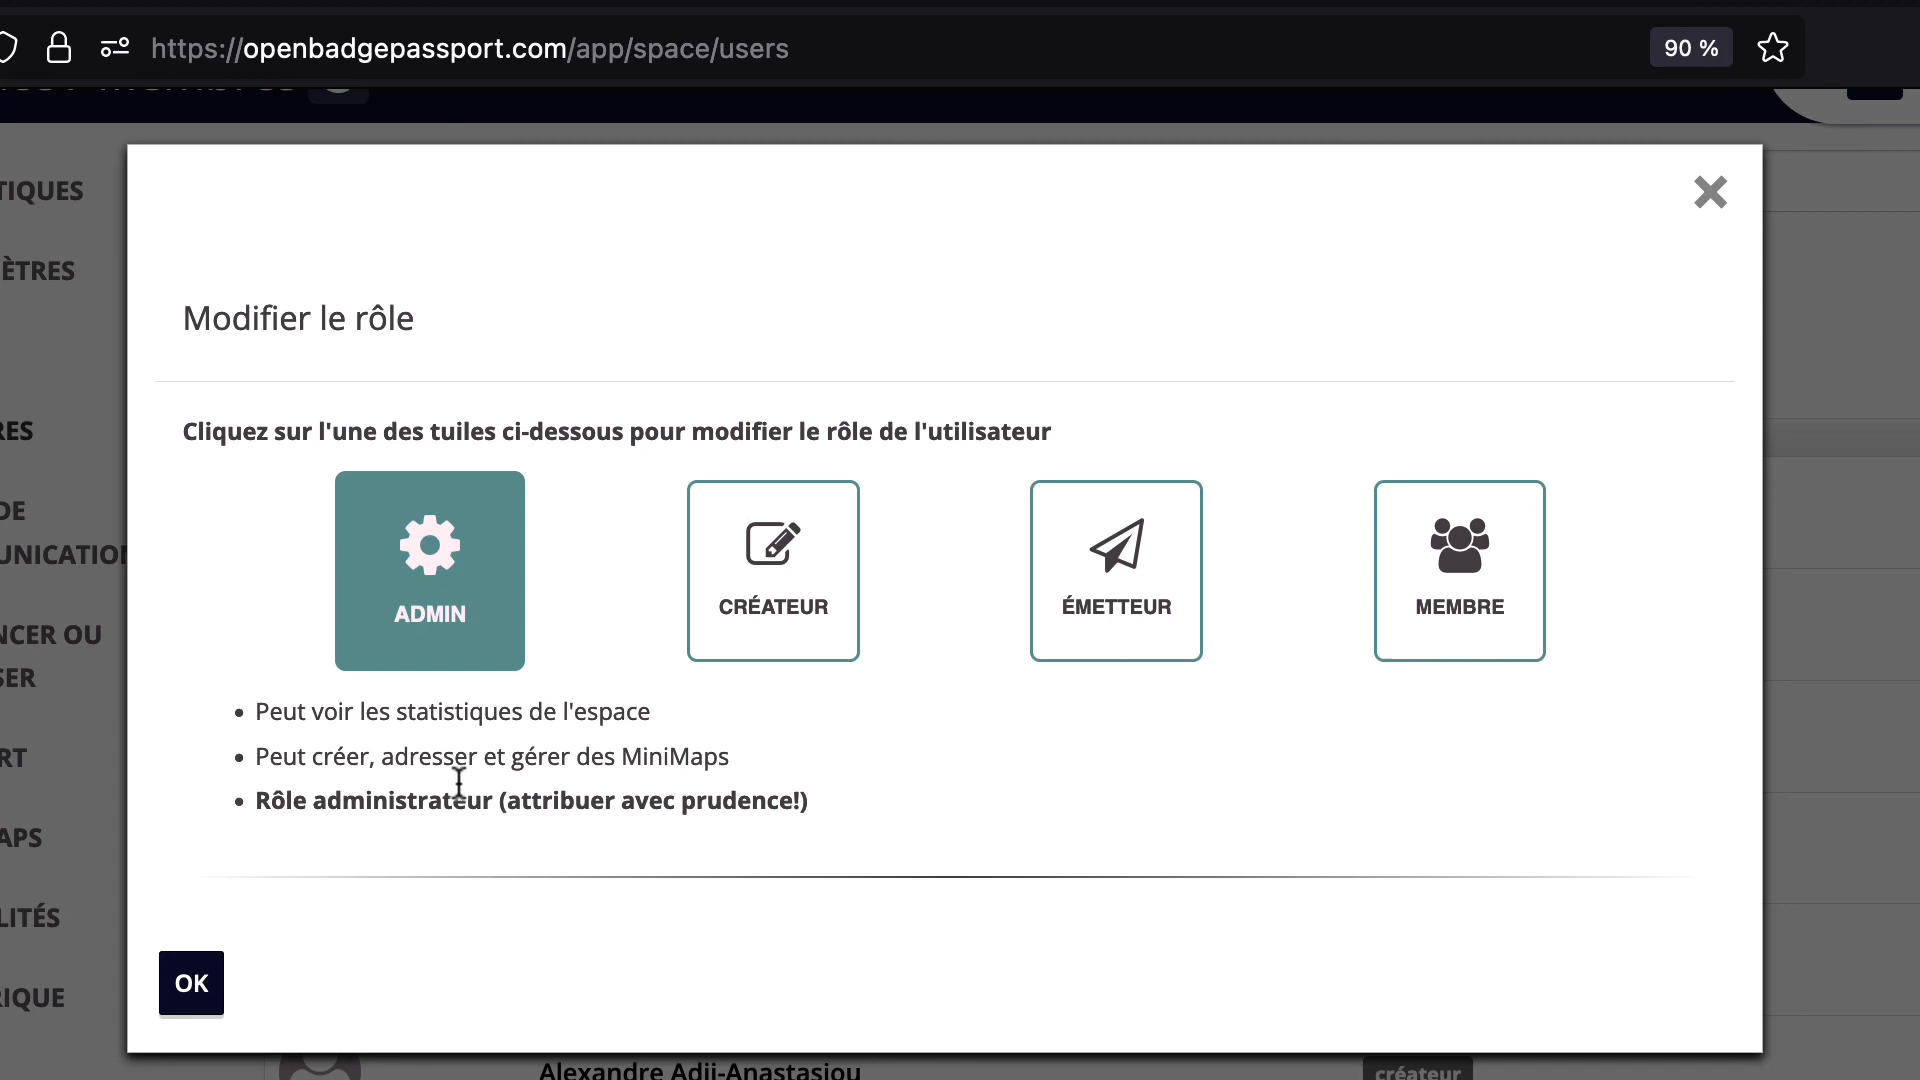 https://openbadgepassport.com/app/space/users
90 %
TIQUES
ÈTRES
RES
DE
UNICATION
NCER OU
SER
RT
APS
LITÉS
RIQUE
Modifier le rôle
Cliquez sur l'une des tuiles ci-dessous pour modifier le rôle de l'utilisateur
ADMIN
CRÉATEUR
ÉMETTEUR
MEMBRE
• Peut voir les statistiques de l'espace
• Peut créer, adresser et gérer des MiniMaps
• Rôle administrateur (attribuer avec prudence!)
OK
Alexandre Adji-Anastasiou
créateur